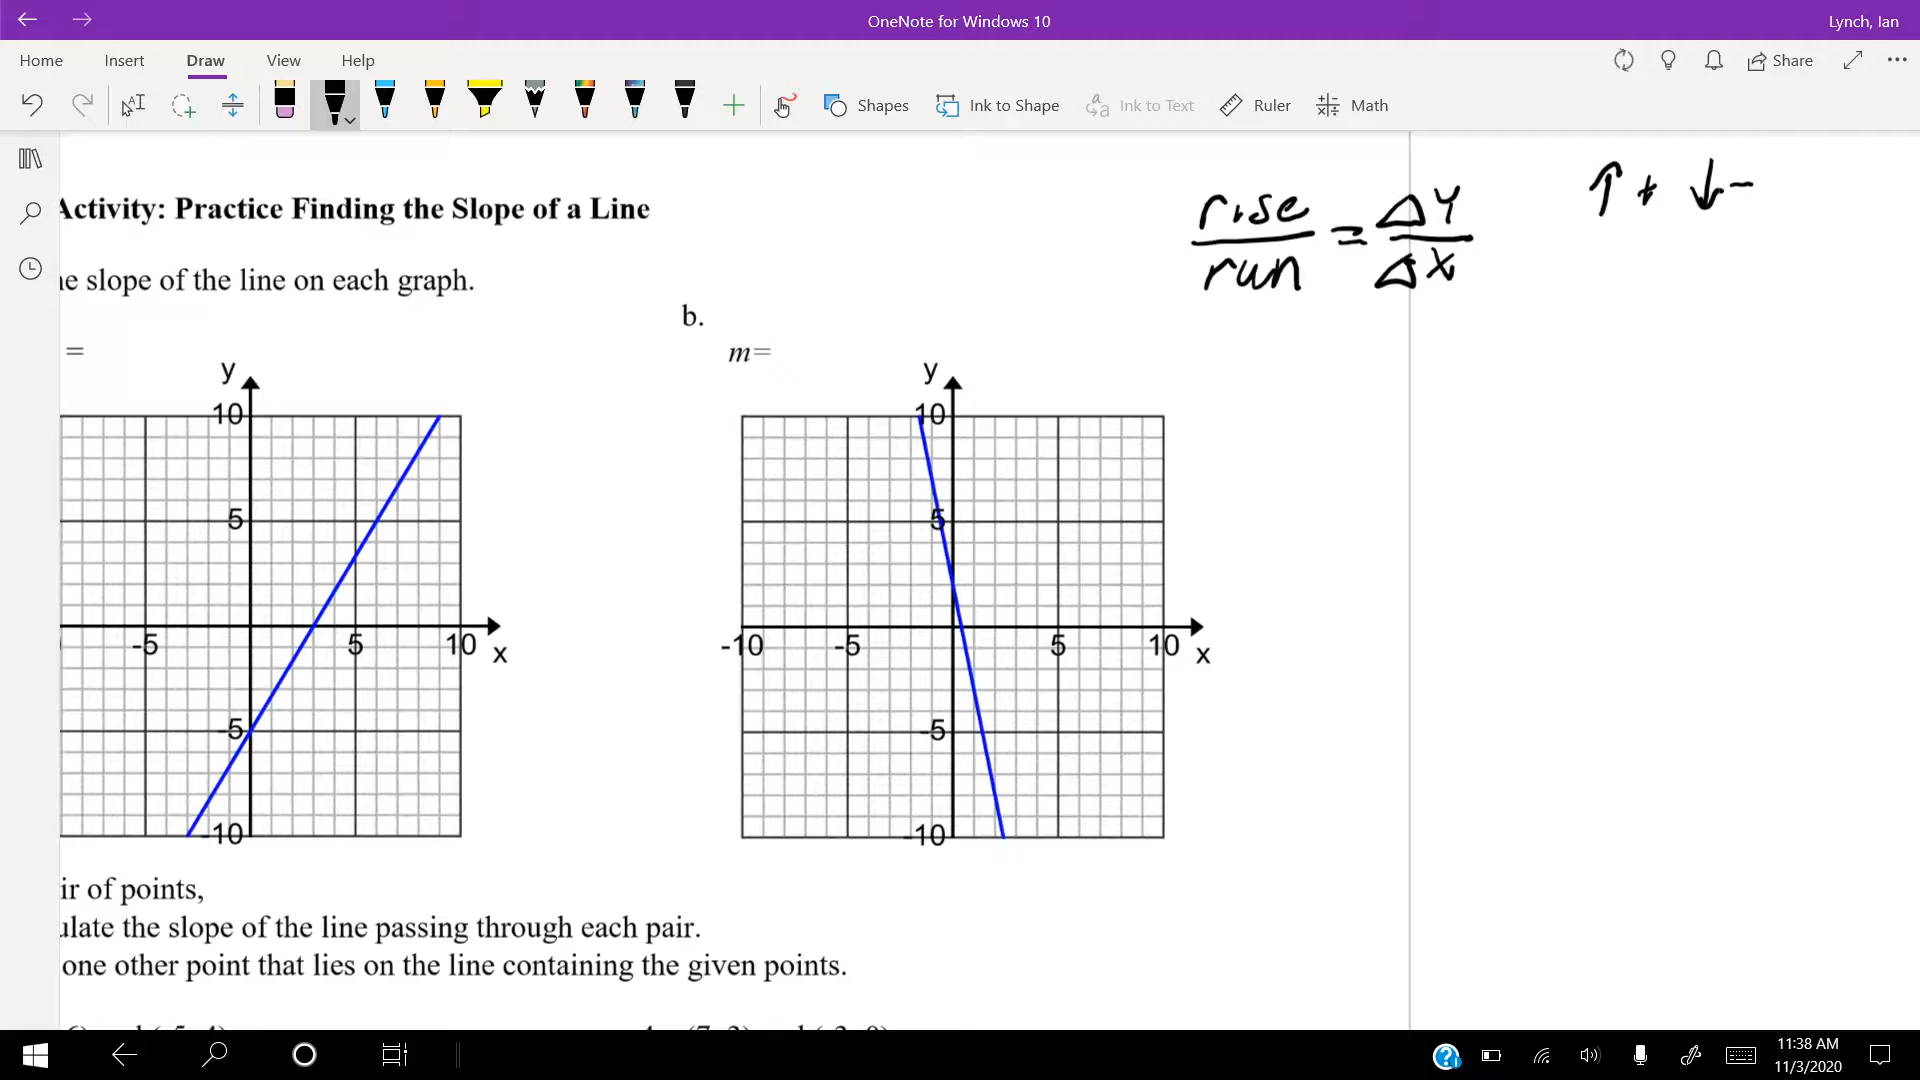 OneNote for Windows 10
Lynch, Ian
Home Insert Draw View Help
Share
Shapes Ink to Shape Ink to Text Ruler Math
Activity: Practice Finding the Slope of a Line
rise/run = ΔY/ΔX
↑ + ↓ -
slope of the line on each graph.
b.
=
m=
y
10
5
-5
-10
-5 5 10 x
y
10
5
-5
-10
-10 -5 5 10 x
of points,
the slope of the line passing through each pair.
one other point that lies on the line containing the given points.
11:38 AM
11/3/2020